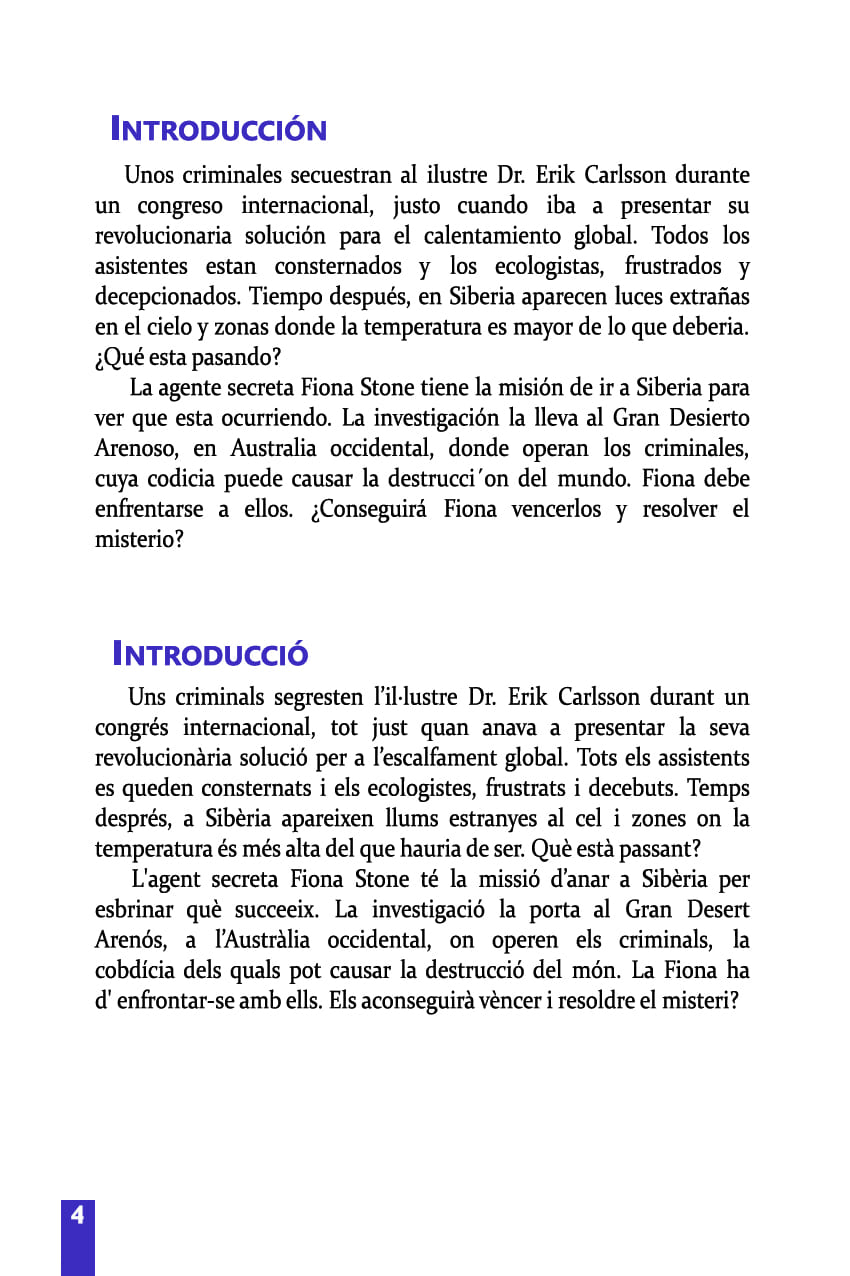 INTRODUCCIÓN
Unos criminales secuestran al ilustre Dr. Erik Carlsson durante
un congreso internacional, justo cuando iba a presentar su
revolucionaria solución para el calentamiento global. Todos los
asistentes estan consternados y los ecologistas, frustrados y
decepcionados. Tiempo después, en Siberia aparecen luces extrañas
en el cielo y zonas donde la temperatura es mayor de lo que deberia.
¿Qué esta pasando?
La agente secreta Fiona Stone tiene la misión de ir a Siberia para
ver que esta ocurriendo. La investigación la lleva al Gran Desierto
Arenoso, en Australia occidental, donde operan los criminales,
cuya codicia puede causar la destrucci´on del mundo. Fiona debe
enfrentarse a ellos. ¿Conseguirá Fiona vencerlos y resolver el
misterio?
INTRODUCCIÓ
Uns criminals segresten l’il·lustre Dr. Erik Carlsson durant un
congrés internacional, tot just quan anava a presentar la seva
revolucionària solució per a l’escalfament global. Tots els assistents
es queden consternats i els ecologistes, frustrats i decebuts. Temps
després, a Sibèria apareixen llums estranyes al cel i zones on la
temperatura és més alta del que hauria de ser. Què està passant?
L'agent secreta Fiona Stone té la missió d’anar a Sibèria per
esbrinar què succeeix. La investigació la porta al Gran Desert
Arenós, a l’Austràlia occidental, on operen els criminals, la
cobdícia dels quals pot causar la destrucció del món. La Fiona ha
d' enfrontar-se amb ells. Els aconseguirà vèncer i resoldre el misteri?
4